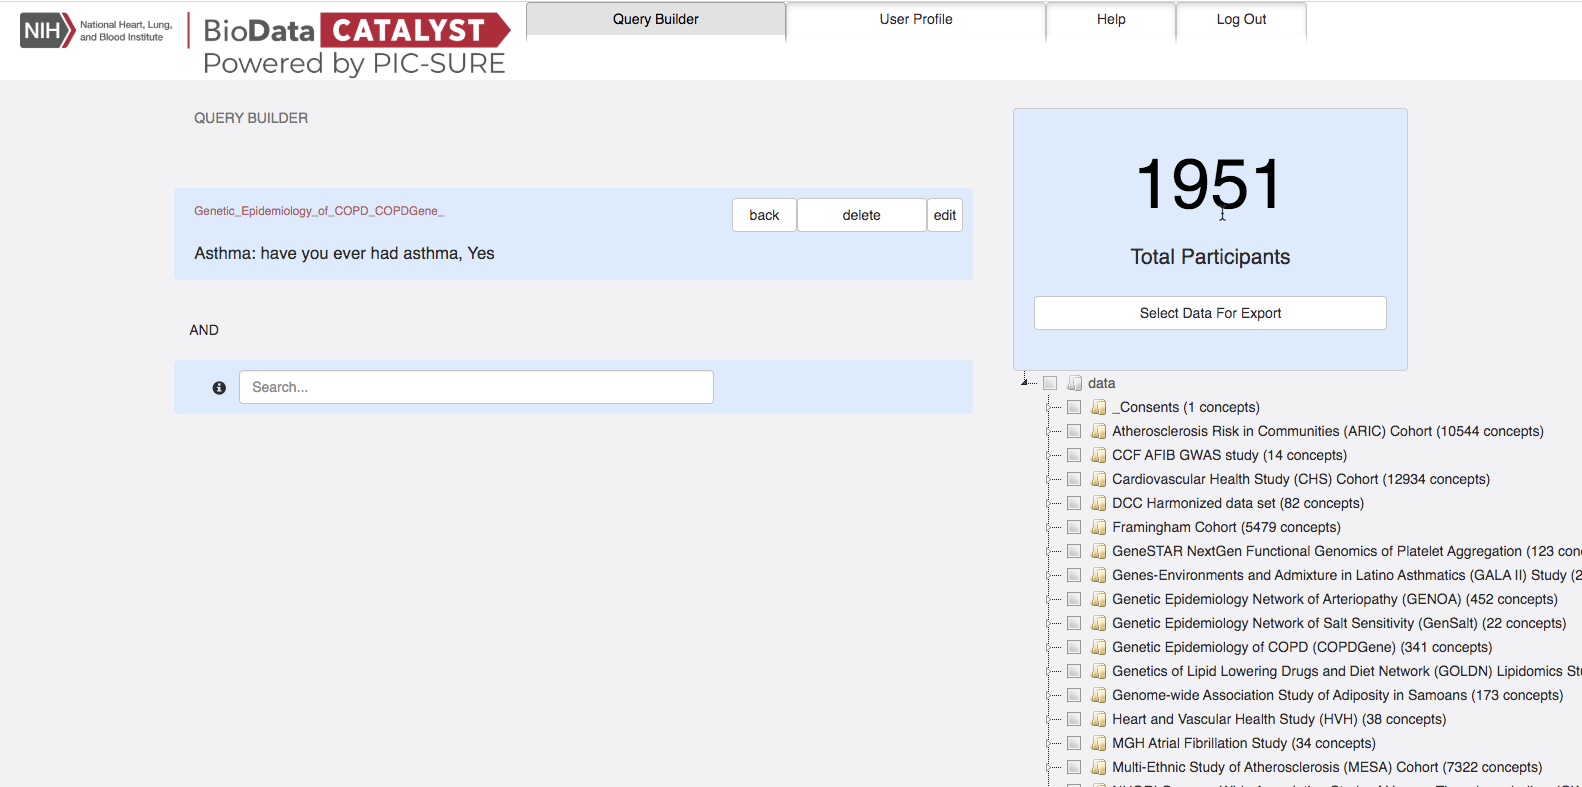 NIH National Heart, Lung,
and Blood Institute
BioData CATALYST
Powered by PIC-SURE
Query Builder
User Profile
Help
Log Out
QUERY BUILDER
Genetic_Epidemiology_of_COPD_COPDGene_
back
delete
edit
Asthma: have you ever had asthma, Yes
AND
Search...
1951
Total Participants
Select Data For Export
data
_Consents (1 concepts)
Atherosclerosis Risk in Communities (ARIC) Cohort (10544 concepts)
CCF AFIB GWAS study (14 concepts)
Cardiovascular Health Study (CHS) Cohort (12934 concepts)
DCC Harmonized data set (82 concepts)
Framingham Cohort (5479 concepts)
GeneSTAR NextGen Functional Genomics of Platelet Aggregation (123 con
Genes-Environments and Admixture in Latino Asthmatics (GALA II) Study (2
Genetic Epidemiology Network of Arteriopathy (GENOA) (452 concepts)
Genetic Epidemiology Network of Salt Sensitivity (GenSalt) (22 concepts)
Genetic Epidemiology of COPD (COPDGene) (341 concepts)
Genetics of Lipid Lowering Drugs and Diet Network (GOLDN) Lipidomics Stu
Genome-wide Association Study of Adiposity in Samoans (173 concepts)
Heart and Vascular Health Study (HVH) (38 concepts)
MGH Atrial Fibrillation Study (34 concepts)
Multi-Ethnic Study of Atherosclerosis (MESA) Cohort (7322 concepts)